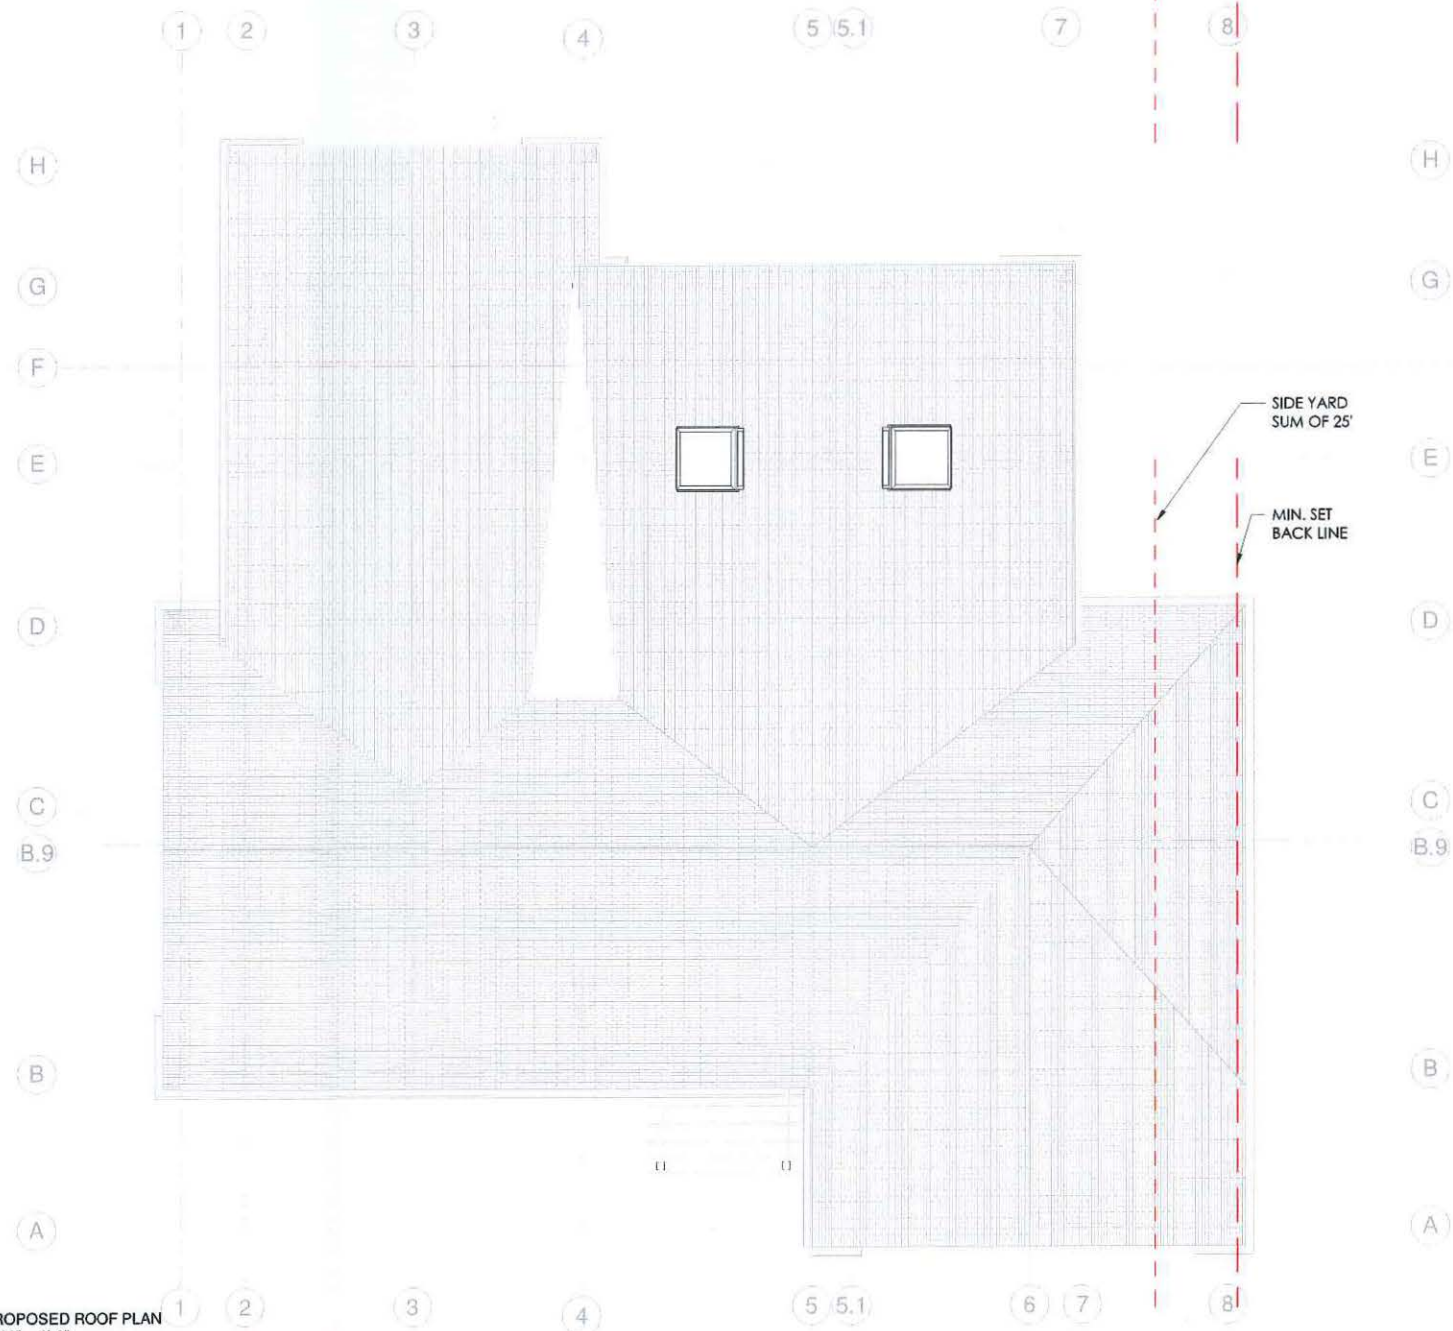 1 2 3 4 5 5.1 7 8
H H
G G
F
E E
SIDE YARD
SUM OF 25'
MIN. SET
BACK LINE
D D
C C
B.9 B.9
B B
A A
ROPOSED ROOF PLAN
1 2 3 4 5 5.1 6 7 8